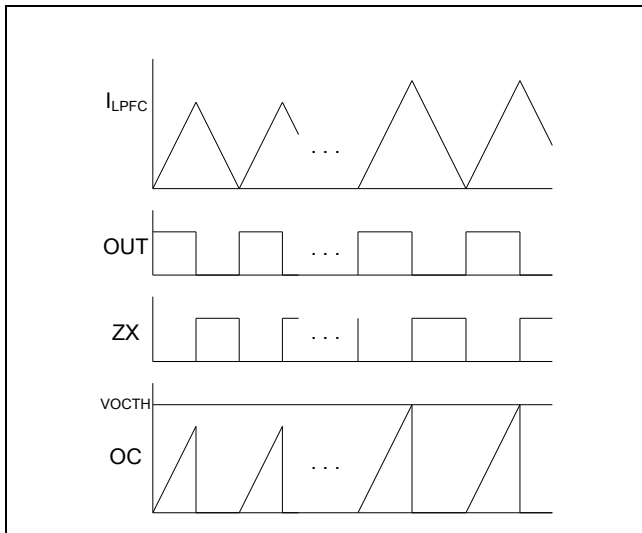 ILPFC
. . .
OUT
. . .
ZX
. . .
VOCTH
OC
. . .